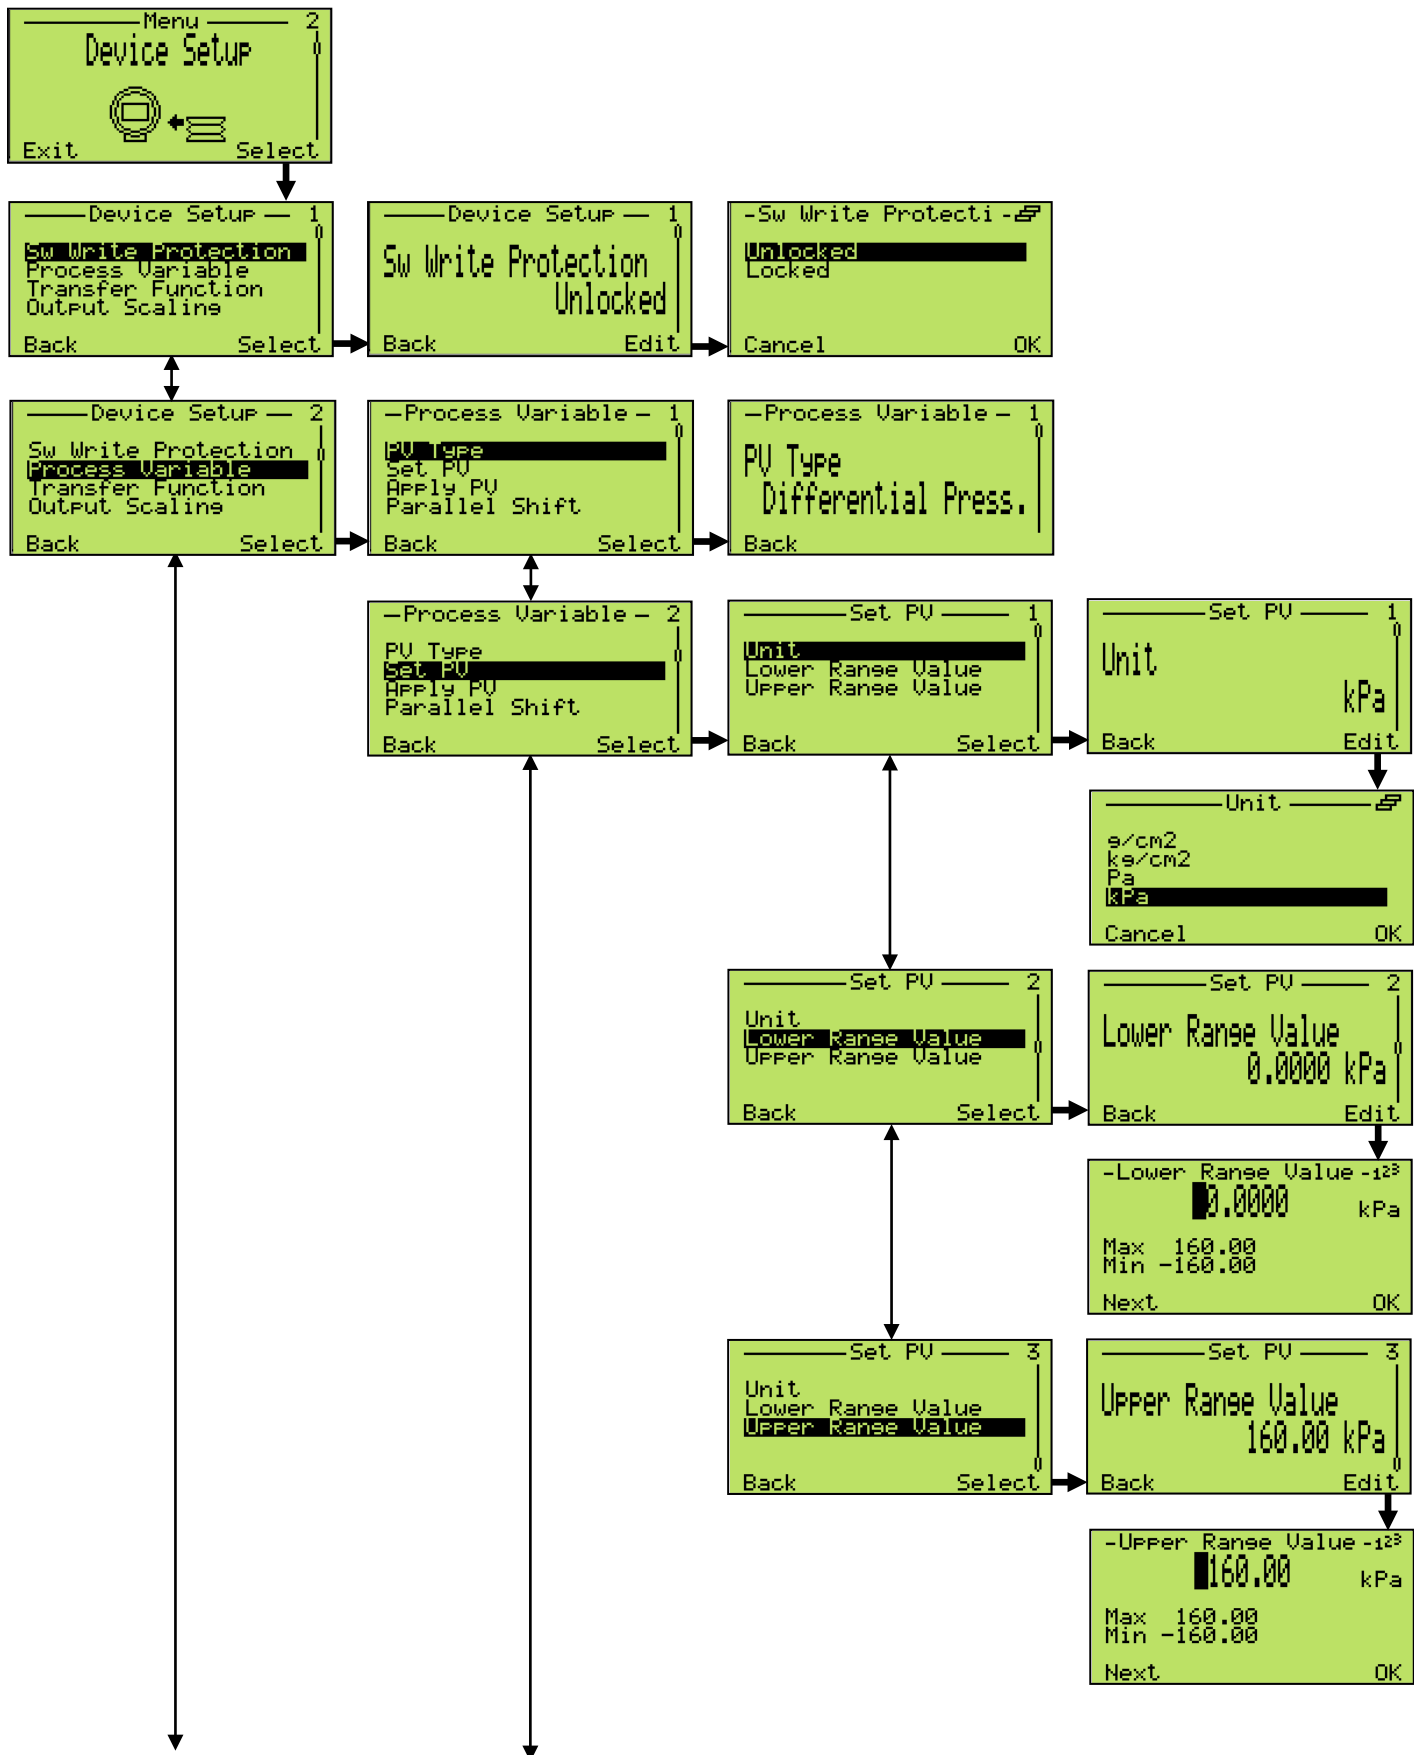 Menu 2
Device Setup
Exit Select
Device Setup 1
Sw Write Protection
Process Variable
Transfer Function
Output Scaling
Back Select
Device Setup 1
Sw Write Protection
Unlocked
Back Edit
-Sw Write Protecti-
Unlocked
Locked
Cancel OK
Device Setup 2
Sw Write Protection
Process Variable
Transfer Function
Output Scaling
Back Select
Process Variable 1
PV Type
Set PV
Apply PV
Parallel Shift
Back Select
Process Variable 1
PV Type
Differential Press.
Back
Process Variable 2
PV Type
Set PV
Apply PV
Parallel Shift
Back Select
Set PV 1
Unit
Lower Range Value
Upper Range Value
Back Select
Set PV 1
Unit
kPa
Back Edit
Unit
g/cm2
kg/cm2
Pa
kPa
Cancel OK
Set PV 2
Unit
Lower Range Value
Upper Range Value
Back Select
Set PV 2
Lower Range Value
0.0000 kPa
Back Edit
-Lower Range Value-123
0.0000 kPa
Max 160.00
Min -160.00
Next OK
Set PV 3
Unit
Lower Range Value
Upper Range Value
Back Select
Set PV 3
Upper Range Value
160.00 kPa
Back Edit
-Upper Range Value-123
160.00 kPa
Max 160.00
Min -160.00
Next OK